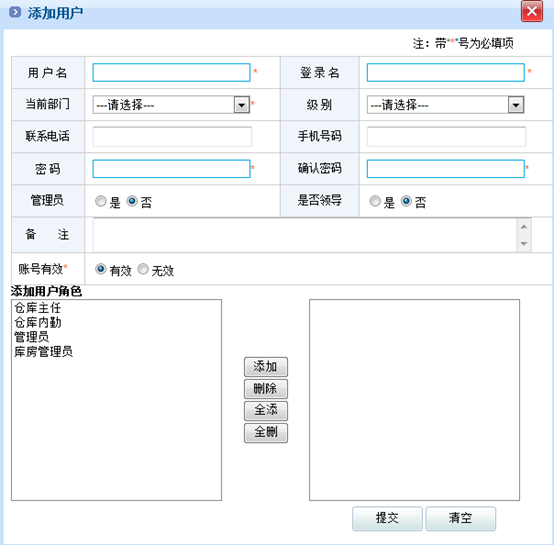 添加用户
注：带“*”号为必填项
用 户 名 * 登 录 名 *
当前部门 ---请选择--- * 级 别 ---请选择---
联系电话 手机号码
密 码 * 确认密码 *
管理员 是 否 是否领导 是 否
备 注
账号有效* 有效 无效
添加用户角色
仓库主任
仓库内勤
管理员
库房管理员
添加
删除
全添
全删
提交 清空